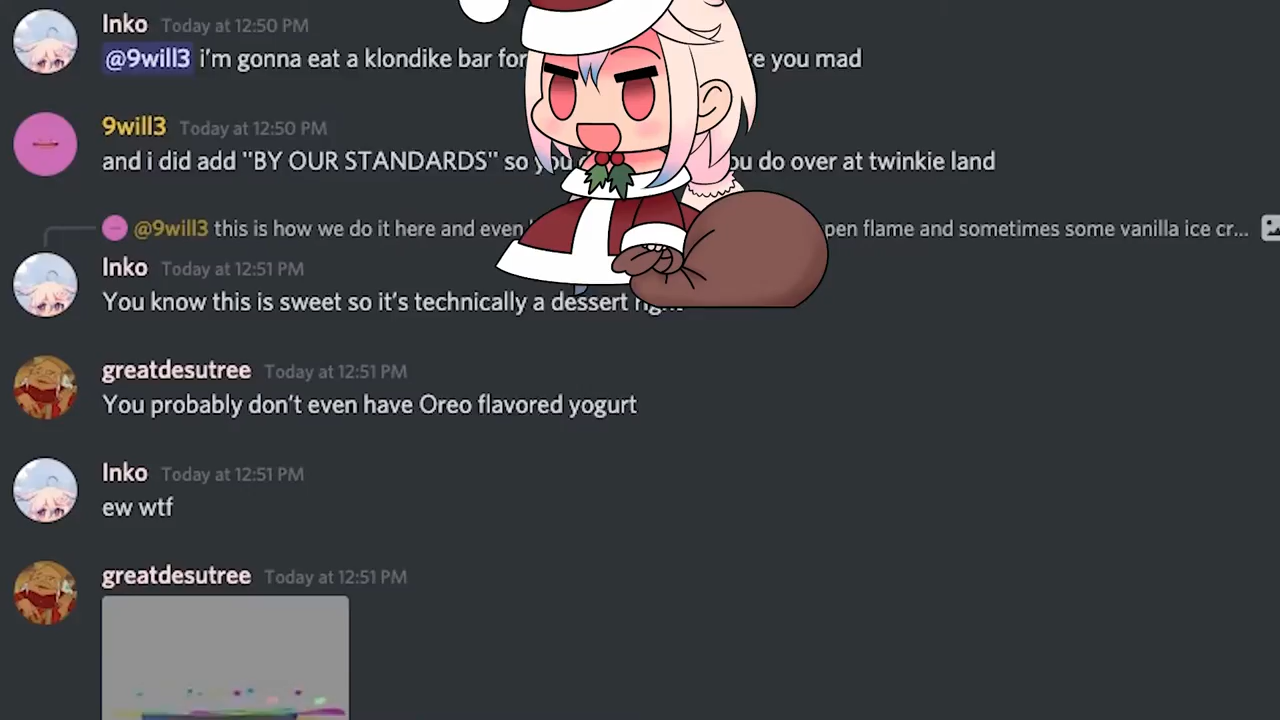 Inko Today at 12:50 PM
@9will3 i'm gonna eat a klondike bar for you mad
9will3 Today at 12:50 PM
and i did add "BY OUR STANDARDS" so you do over at twinkie land
@9will3 this is how we do it here and even flame and sometimes some vanilla ice cr...
Inko Today at 12:51 PM
You know this is sweet so it's technically a dessert right
greatdesutree Today at 12:51 PM
You probably don't even have Oreo flavored yogurt
Inko Today at 12:51 PM
ew wtf
greatdesutree Today at 12:51 PM